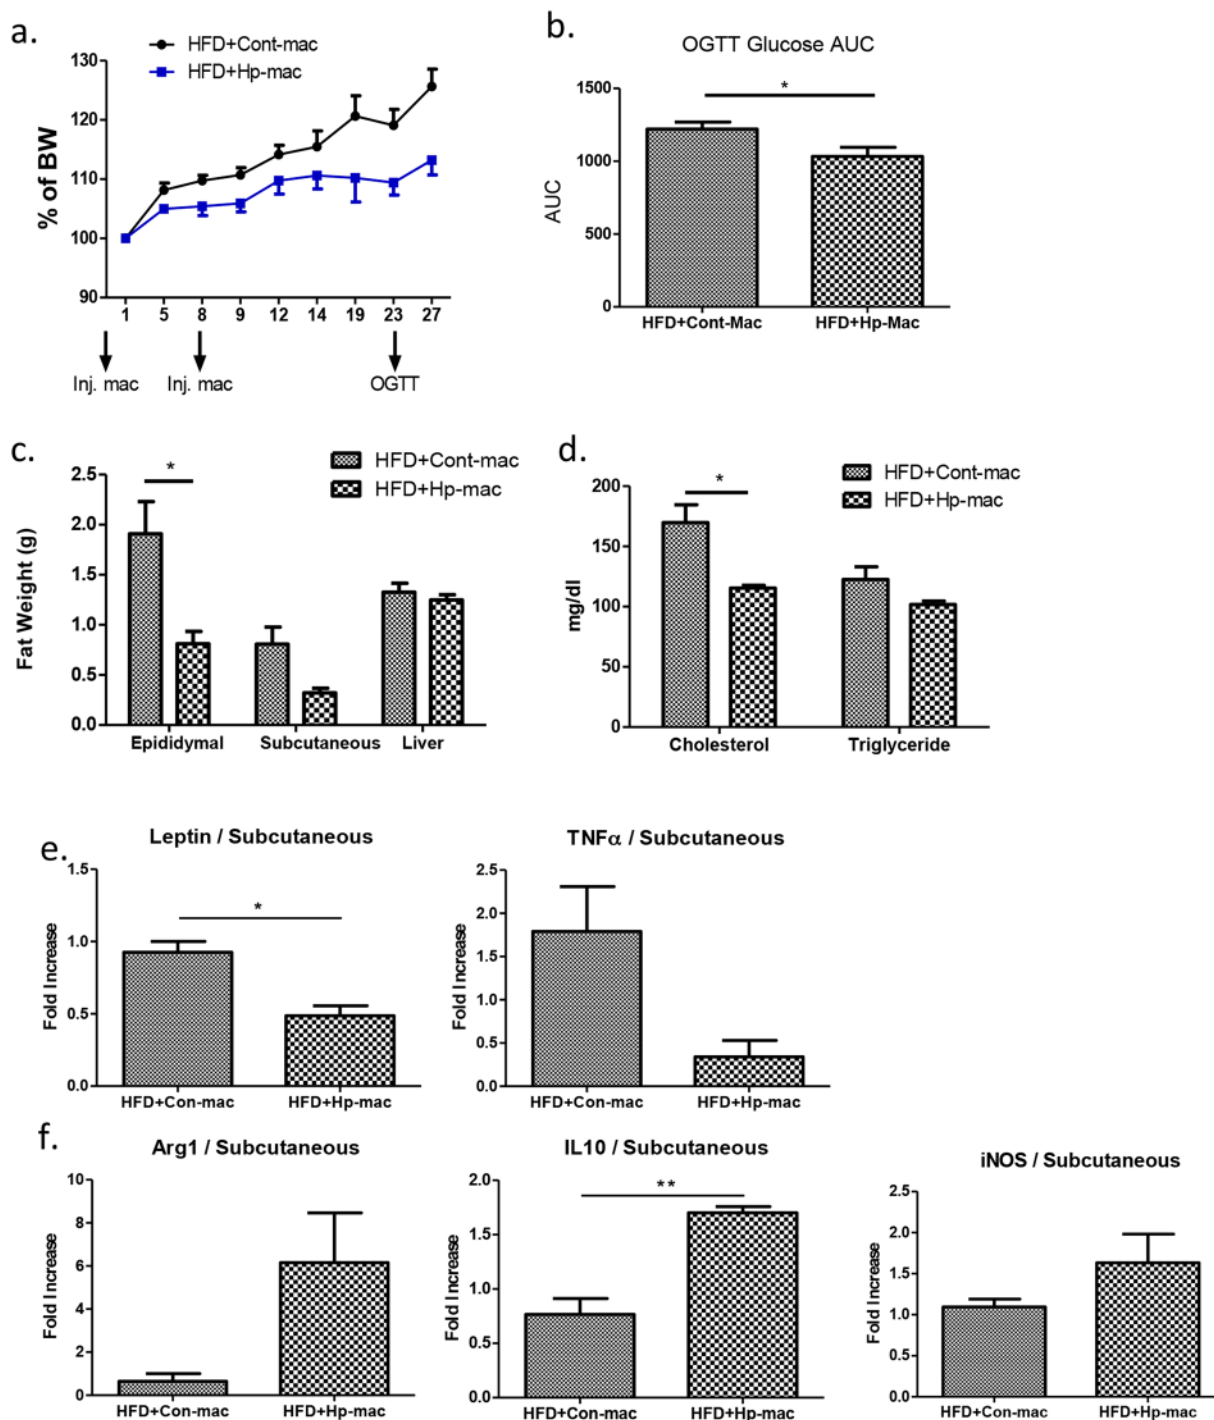 a.
HFD+Cont-mac
HFD+Hp-mac
% of BW
130
120
110
100
90
1 5 8 9 12 14 19 23 27
Inj. mac Inj. mac OGTT
b.
OGTT Glucose AUC
*
AUC
1500
1000
500
0
HFD+Cont-Mac HFD+Hp-Mac
c.
HFD+Cont-mac
HFD+Hp-mac
*
Fat Weight (g)
2.5
2.0
1.5
1.0
0.5
0.0
Epididymal Subcutaneous Liver
d.
HFD+Cont-mac
HFD+Hp-mac
*
mg/dl
200
150
100
50
0
Cholesterol Triglyceride
e.
Leptin / Subcutaneous
*
Fold Increase
1.5
1.0
0.5
0.0
HFD+Con-mac HFD+Hp-mac
TNFα / Subcutaneous
Fold Increase
2.5
2.0
1.5
1.0
0.5
0.0
HFD+Con-mac HFD+Hp-mac
f.
Arg1 / Subcutaneous
Fold Increase
10
8
6
4
2
0
HFD+Con-mac HFD+Hp-mac
IL10 / Subcutaneous
**
Fold Increase
2.0
1.5
1.0
0.5
0.0
HFD+Con-mac HFD+Hp-mac
iNOS / Subcutaneous
Fold Increase
2.5
2.0
1.5
1.0
0.5
0.0
HFD+Con-mac HFD+Hp-mac